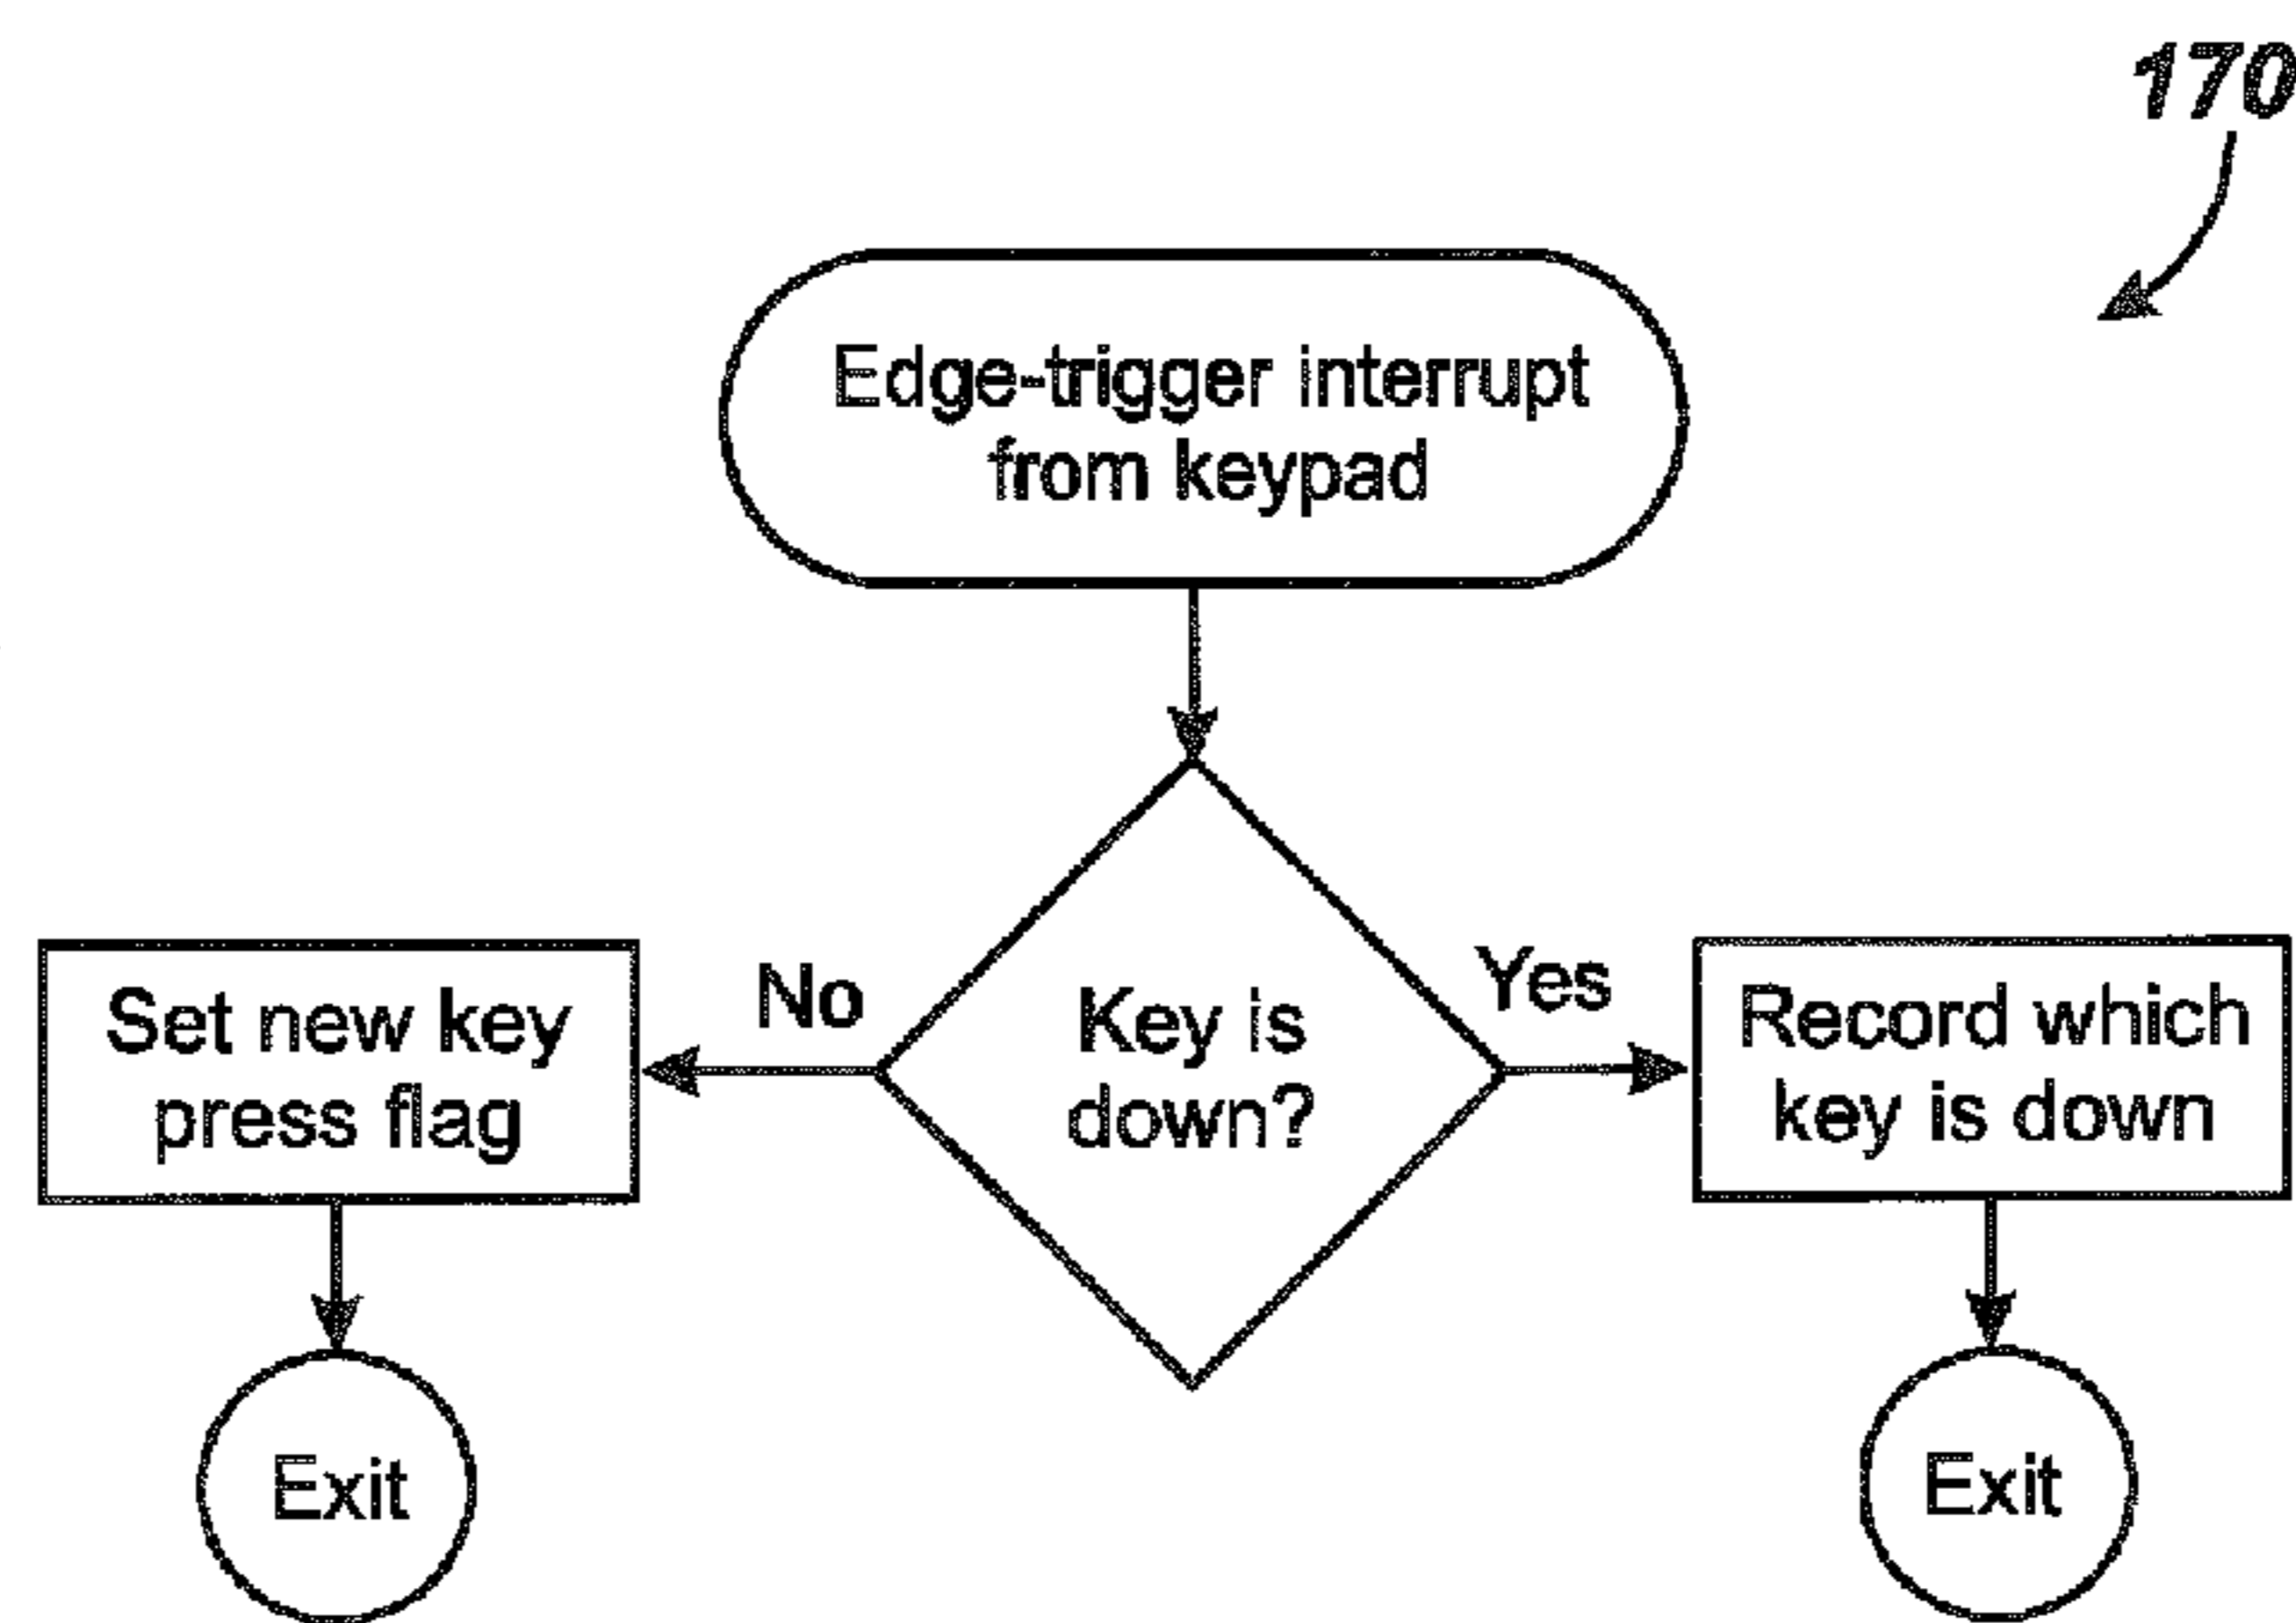 170
Edge-trigger interrupt
from keypad
No
Yes
Set new key
press flag
Key is
down?
Record which
key is down
Exit
Exit